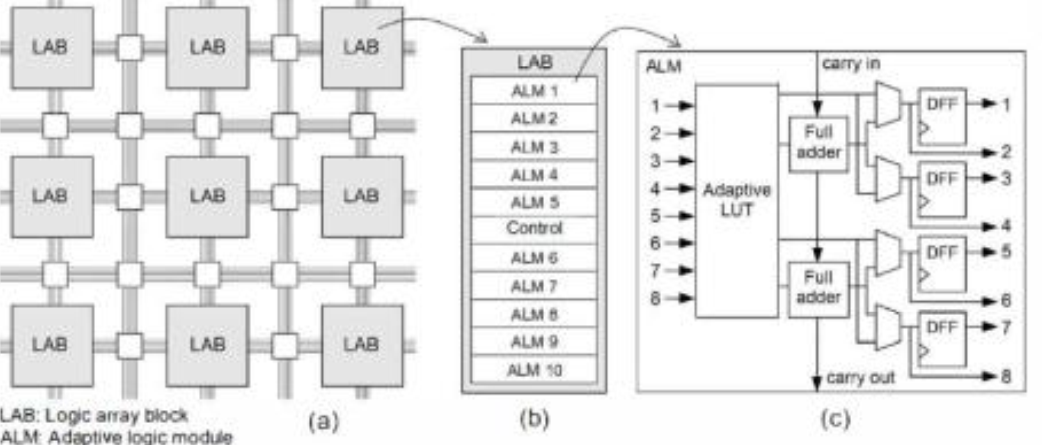 LAB
LAB
LAB
LAB
LAB
LAB
LAB
LAB
LAB
LAB: Logic array block
ALM: Adaptive logic module
(a)
LAB
ALM 1
ALM 2
ALM 3
ALM 4
ALM 5
Control
ALM 6
ALM 7
ALM 8
ALM 9
ALM 10
(b)
ALM
carry in
1
2
3
4
5
6
7
8
Adaptive
LUT
Full
adder
Full
adder
DFF
1
2
DFF
3
4
DFF
5
6
DFF
7
8
carry out
(c)